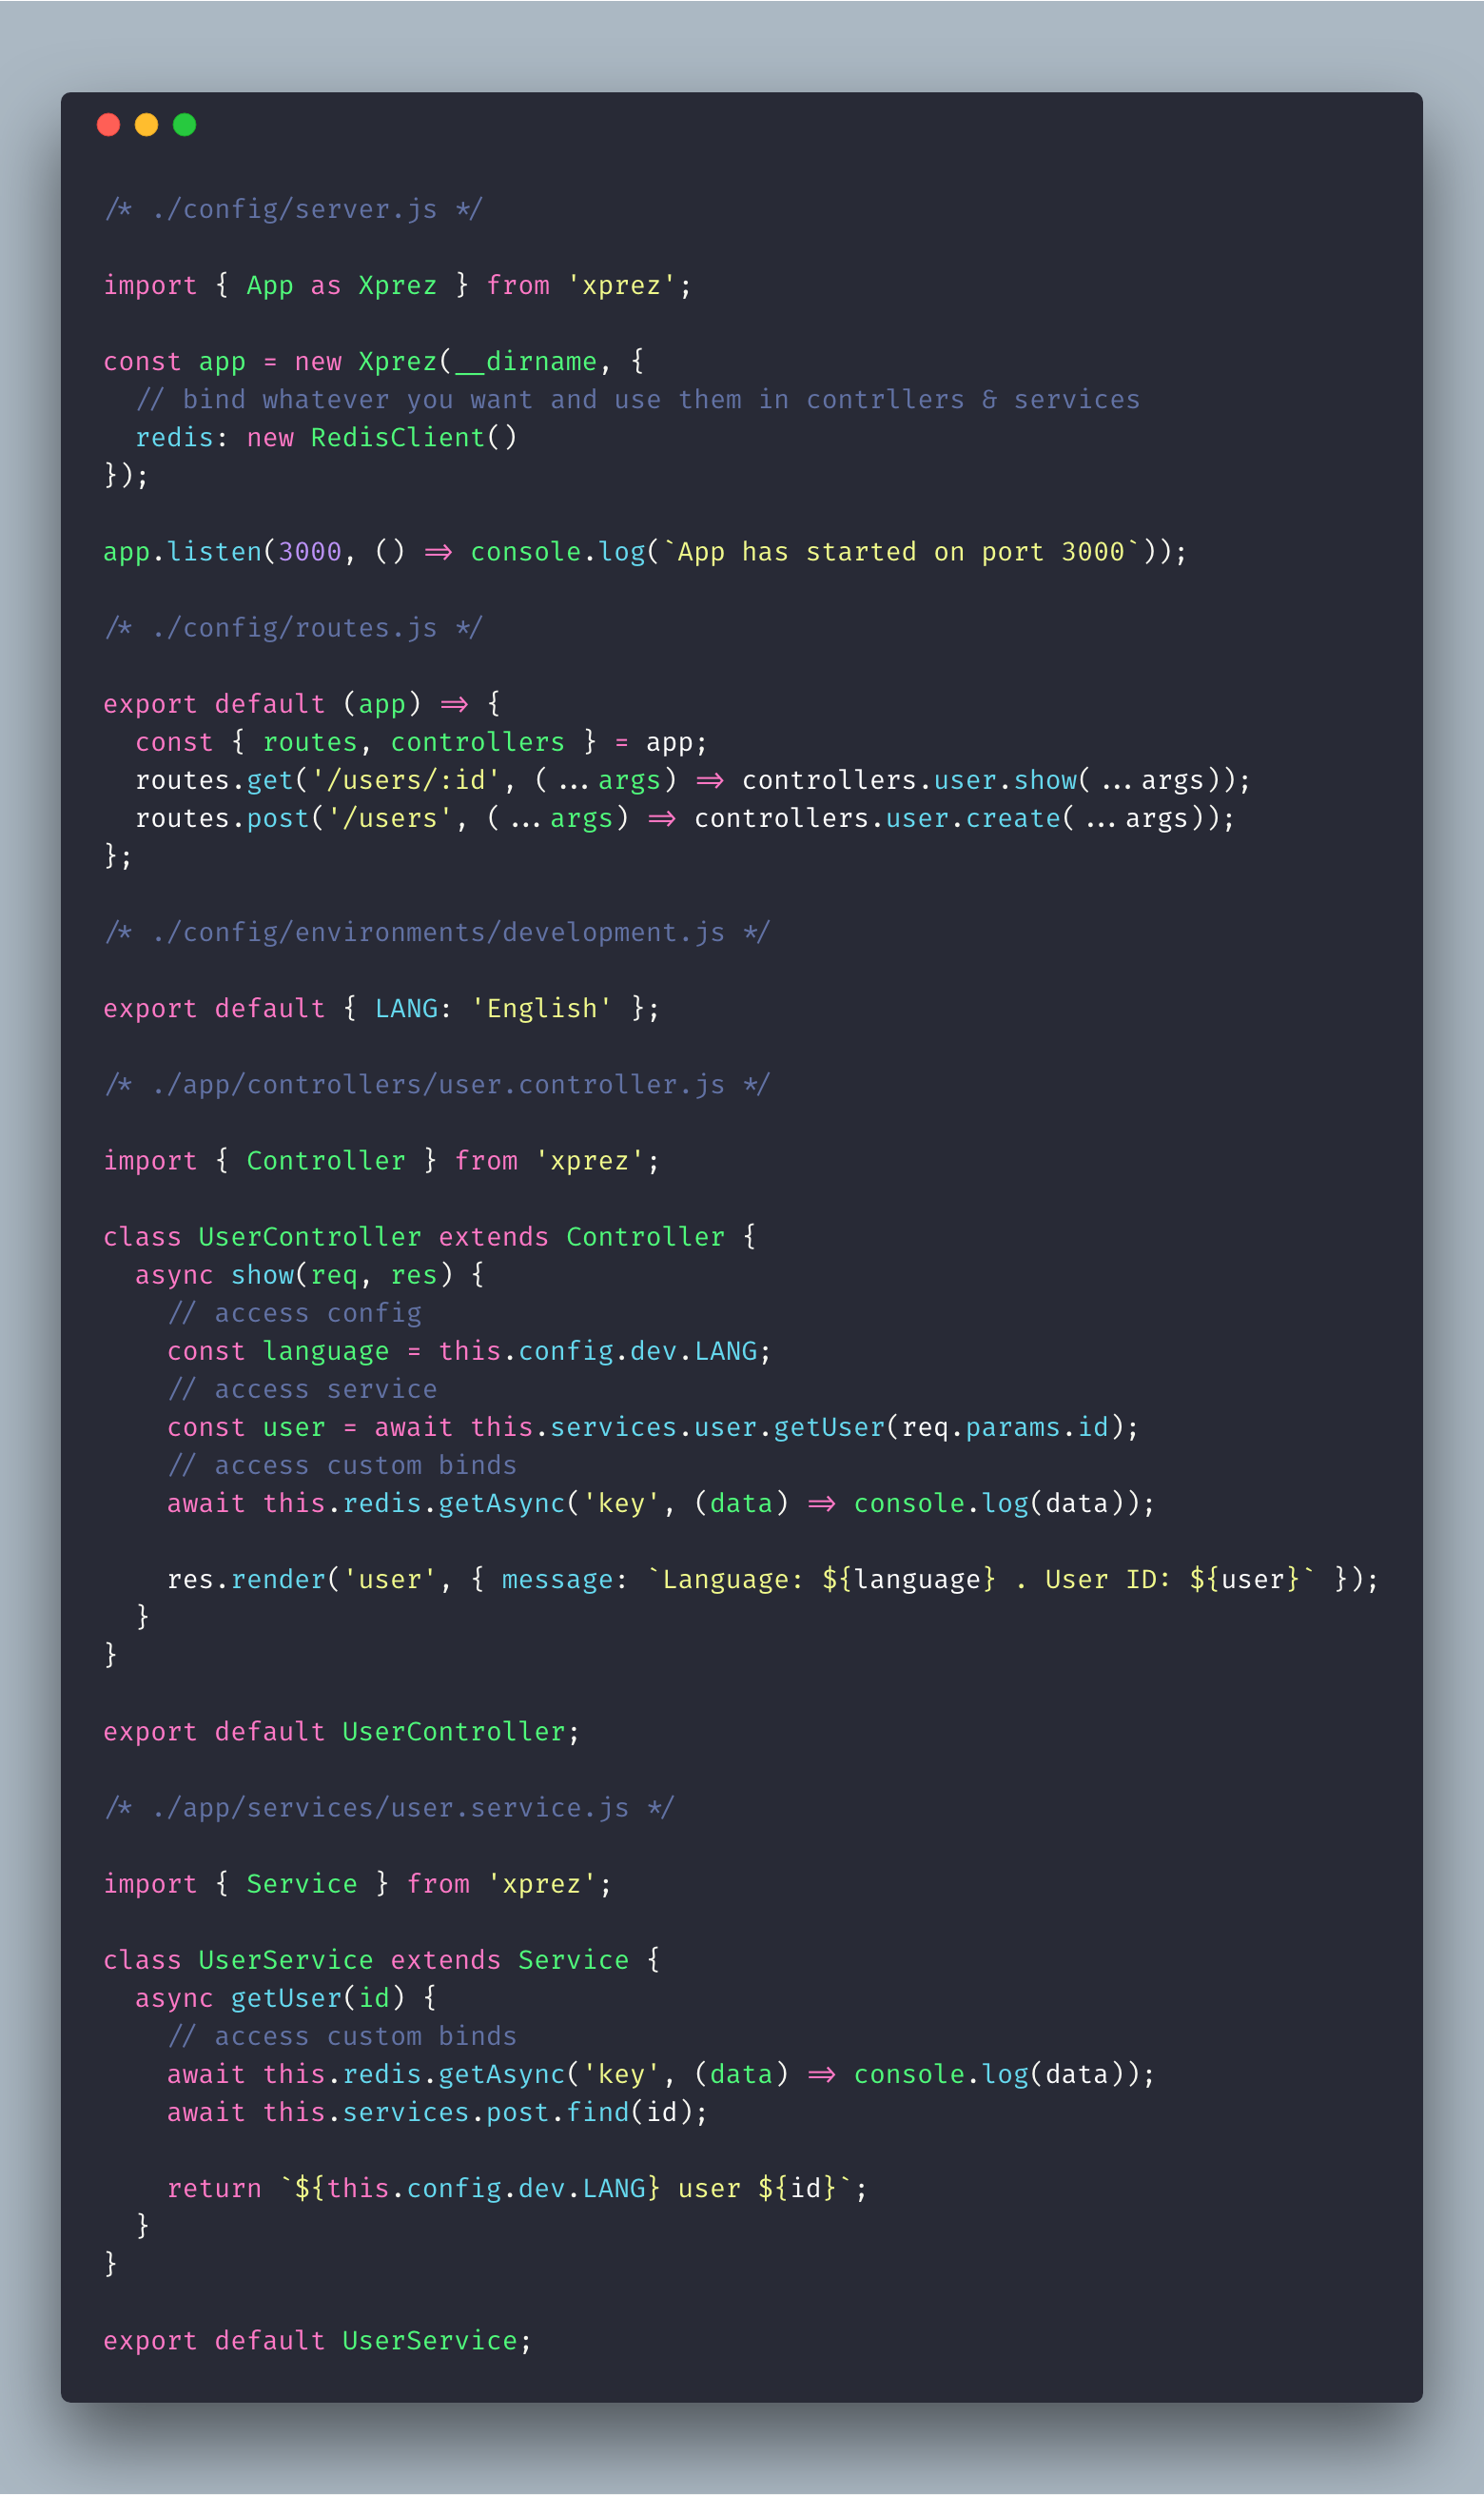 /* ./config/server.js */
import { App as Xprez } from 'xprez';
const app = new Xprez(__dirname, {
  // bind whatever you want and use them in contrllers & services
  redis: new RedisClient()
});
app.listen(3000, () => console.log(`App has started on port 3000`));
/* ./config/routes.js */
export default (app) => {
  const { routes, controllers } = app;
  routes.get('/users/:id', (...args) => controllers.user.show(...args));
  routes.post('/users', (...args) => controllers.user.create(...args));
};
/* ./config/environments/development.js */
export default { LANG: 'English' };
/* ./app/controllers/user.controller.js */
import { Controller } from 'xprez';
class UserController extends Controller {
  async show(req, res) {
    // access config
    const language = this.config.dev.LANG;
    // access service
    const user = await this.services.user.getUser(req.params.id);
    // access custom binds
    await this.redis.getAsync('key', (data) => console.log(data));
    res.render('user', { message: `Language: ${language} . User ID: ${user}` });
  }
}
export default UserController;
/* ./app/services/user.service.js */
import { Service } from 'xprez';
class UserService extends Service {
  async getUser(id) {
    // access custom binds
    await this.redis.getAsync('key', (data) => console.log(data));
    await this.services.post.find(id);
    return `${this.config.dev.LANG} user ${id}`;
  }
}
export default UserService;